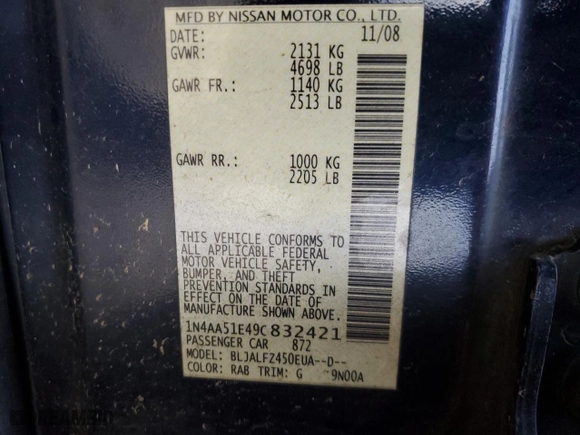 MFD BY NISSAN MOTOR CO., LTD.
DATE: 11/08
GVWR: 2131 KG
4698 LB
GAWR FR.: 1140 KG
2513 LB
GAWR RR.: 1000 KG
2205 LB
THIS VEHICLE CONFORMS TO
ALL APPLICABLE FEDERAL
MOTOR VEHICLE SAFETY,
BUMPER, AND THEFT
PREVENTION STANDARDS IN
EFFECT ON THE DATE OF
MANUFACTURE SHOWN ABOVE.
1N4AA51E49C832421
PASSENGER CAR 872
MODEL: BLJALFZ450EUA--D--
COLOR: RAB TRIM: G 9N00A